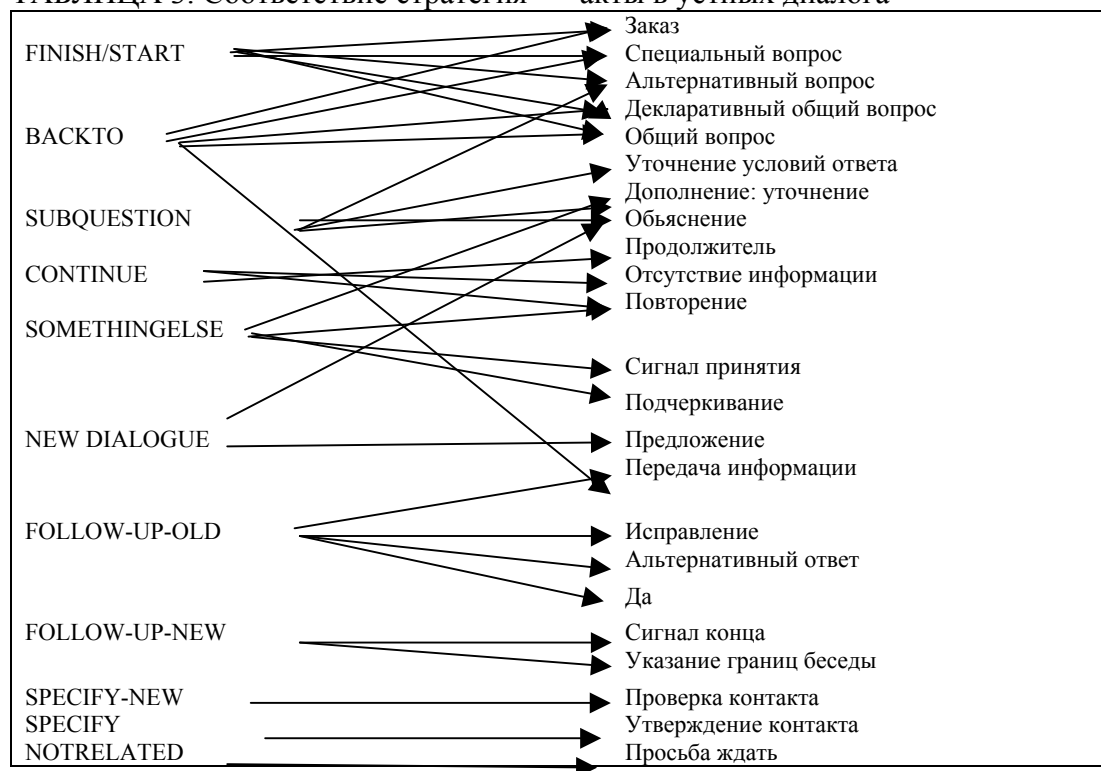 ТАБЛИЦА 3. Соответствие стратегия — акты в устных диалога
FINISH/START
BACKTO
SUBQUESTION
CONTINUE
SOMETHINGELSE
NEW DIALOGUE
FOLLOW-UP-OLD
FOLLOW-UP-NEW
SPECIFY-NEW
SPECIFY
NOTRELATED
Заказ
Специальный вопрос
Альтернативный вопрос
Декларативный общий вопрос
Общий вопрос
Уточнение условий ответа
Дополнение: уточнение
Обьяснение
Продолжитель
Отсутствие информации
Повторение
Сигнал принятия
Подчеркивание
Предложение
Передача информации
Исправление
Альтернативный ответ
Да
Сигнал конца
Указание границ беседы
Проверка контакта
Утверждение контакта
Просьба ждать